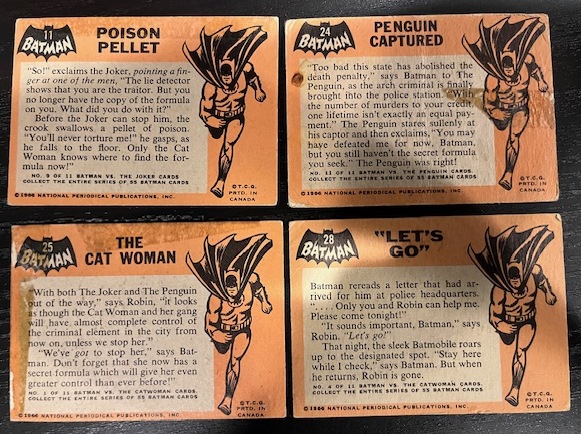 11
BATMAN
POISON
PELLET
"So!" exclaims the Joker, pointing a fin-
ger at one of the men, "The lie detector
shows that you are the traitor. But you
no longer have the copy of the formula
on you. What did you do with it?"
Before the Joker can stop him, the
crook swallows a pellet of poison.
"You'll never torture me!" he gasps, as
he falls to the floor. Only the Cat
Woman knows where to find the for-
mula now!"
NO. 9 OF 11 BATMAN VS. THE JOKER CARDS
COLLECT THE ENTIRE SERIES OF 55 BATMAN CARDS
©1966 NATIONAL PERIODICAL PUBLICATIONS, INC.
©T.C.G.
PRTD. IN
CANADA
24
BATMAN
PENGUIN
CAPTURED
"Too bad this state has abolished the
death penalty," says Batman to The
Penguin, as the arch criminal is finally
brought into the police station. "With
the number of murders to your credit,
one lifetime isn't exactly an equal pay-
ment." The Penguin stares sullenly at
his captor and then exclaims, "You may
have defeated me for now, Batman,
but you still haven't the secret formula
you seek." The Penguin was right!
NO. 11 OF 11 BATMAN VS. THE PENGUIN CARDS
COLLECT THE ENTIRE SERIES OF 55 BATMAN CARDS
©1966 NATIONAL PERIODICAL PUBLICATIONS, INC.
©T.C.G.
PRTD. IN
CANADA
25
BATMAN
THE
CAT WOMAN
"With both The Joker and The Penguin
out of the way," says Robin, "it looks
as though the Cat Woman and her gang
will have almost complete control of
the criminal element in the city from
now on, unless we stop her."
"We've got to stop her," says Bat-
man. Don't forget that she now has a
secret formula which will give her even
greater control than ever before!"
NO. 1 OF 11 BATMAN VS. THE CATWOMAN CARDS
COLLECT THE ENTIRE SERIES OF 55 BATMAN CARDS
©1966 NATIONAL PERIODICAL PUBLICATIONS, INC.
©T.C.G.
PRTD. IN
CANADA
28
BATMAN
"LET'S
GO"
Batman rereads a letter that had ar-
rived for him at police headquarters.
". . . . Only you and Robin can help me.
Please come tonight!"
"It sounds important, Batman," says
Robin. "Let's go!"
That night, the sleek Batmobile roars
up to the designated spot. "Stay here
while I check," says Batman. But when
he returns, Robin is gone.
NO. 4 OF 11 BATMAN VS. THE CATWOMAN CARDS
COLLECT THE ENTIRE SERIES OF 55 BATMAN CARDS
©1966 NATIONAL PERIODICAL PUBLICATIONS, INC.
©T.C.G.
PRTD. IN
CANADA